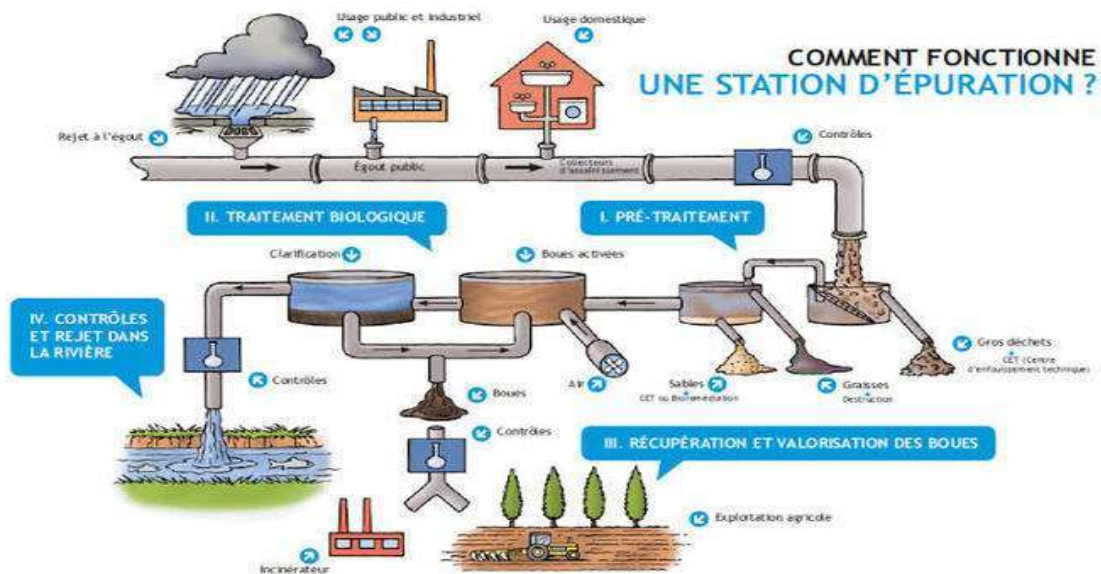 Usage public et industriel
Usage domestique
COMMENT FONCTIONNE
UNE STATION D'ÉPURATION ?
Rejet à l'égout
Contrôles
Égout public
Collecteurs
d'assainissement
II. TRAITEMENT BIOLOGIQUE
I. PRÉ-TRAITEMENT
Clarification
Boues activées
IV. CONTRÔLES
ET REJET DANS
LA RIVIÈRE
Gros déchets
CET (Centre
d'enfouissement technique)
Contrôles
Boues
Air
Sables
CET ou Bioremédiation
Graisses
Destruction
Contrôles
III. RÉCUPÉRATION ET VALORISATION DES BOUES
Exploitation agricole
Incinérateur